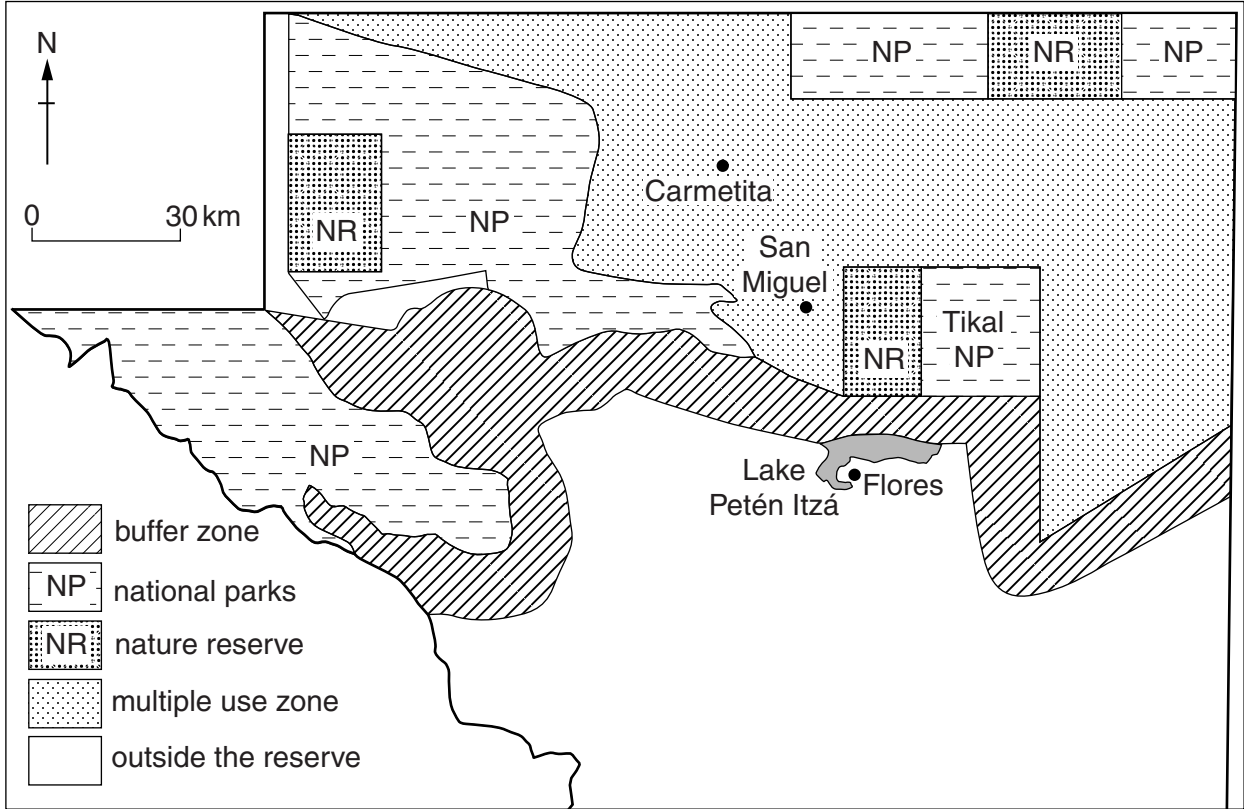 N
0 30 km
NP
NR
NP
Carmetita
NR
NP
San
Miguel
Tikal
NP
NR
NP
Lake
Petén Itzá
Flores
buffer zone
NP
national parks
NR
nature reserve
multiple use zone
outside the reserve